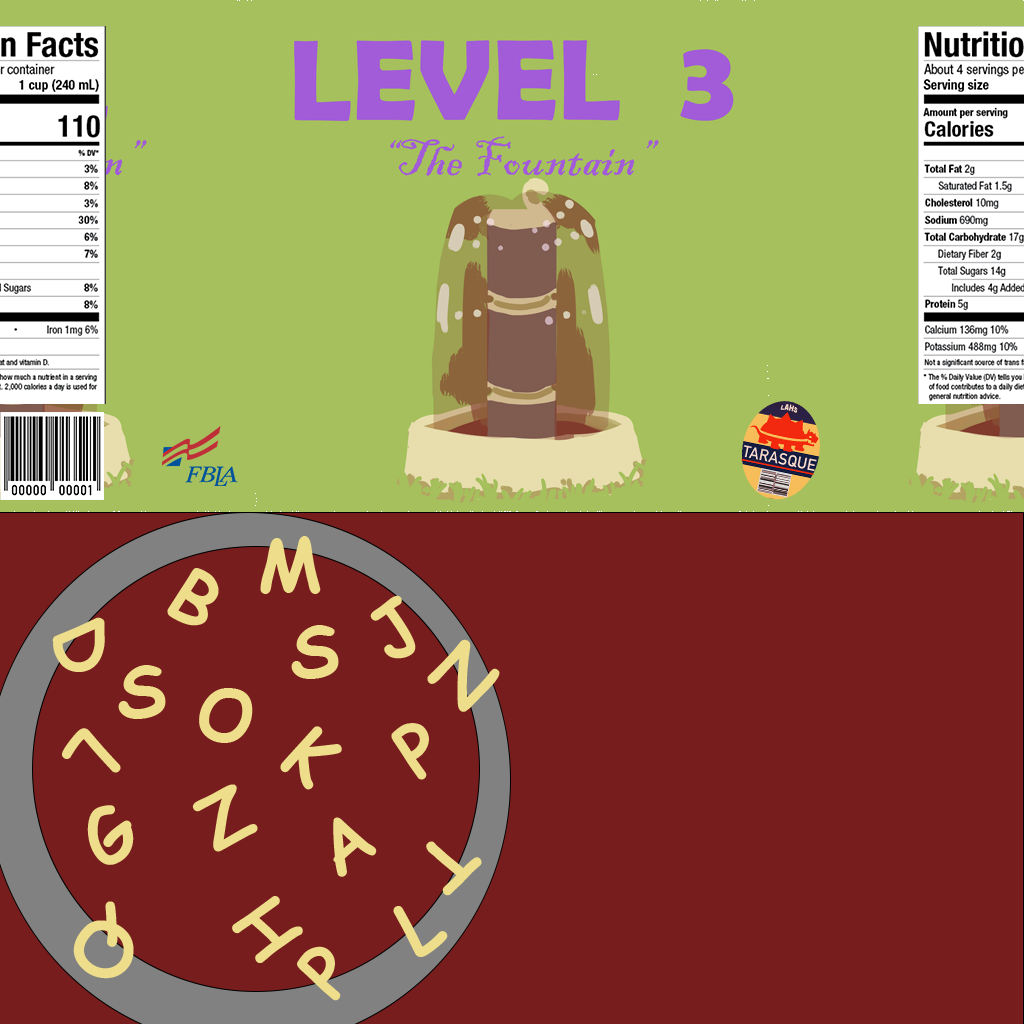 LEVEL 3
“The Fountain”
n Facts
r container
1 cup (240 mL)
110
% DV*
3%
8%
3%
30%
6%
7%
l Sugars 8%
8%
• Iron 1mg 6%
at and vitamin D.
how much a nutrient in a serving
t. 2,000 calories a day is used for
n”
00000 00001
FBLA
LAHS
TARASQUE
Nutritio
About 4 servings pe
Serving size
Amount per serving
Calories
Total Fat 2g
Saturated Fat 1.5g
Cholesterol 10mg
Sodium 690mg
Total Carbohydrate 17g
Dietary Fiber 2g
Total Sugars 14g
Includes 4g Added
Protein 5g
Calcium 136mg 10%
Potassium 488mg 10%
Not a significant source of trans f
* The % Daily Value (DV) tells you
of food contributes to a daily die
general nutrition advice.
M
B
J
D
S
N
S
O
K
P
L
Z
G
A
T
Q
H
L
P